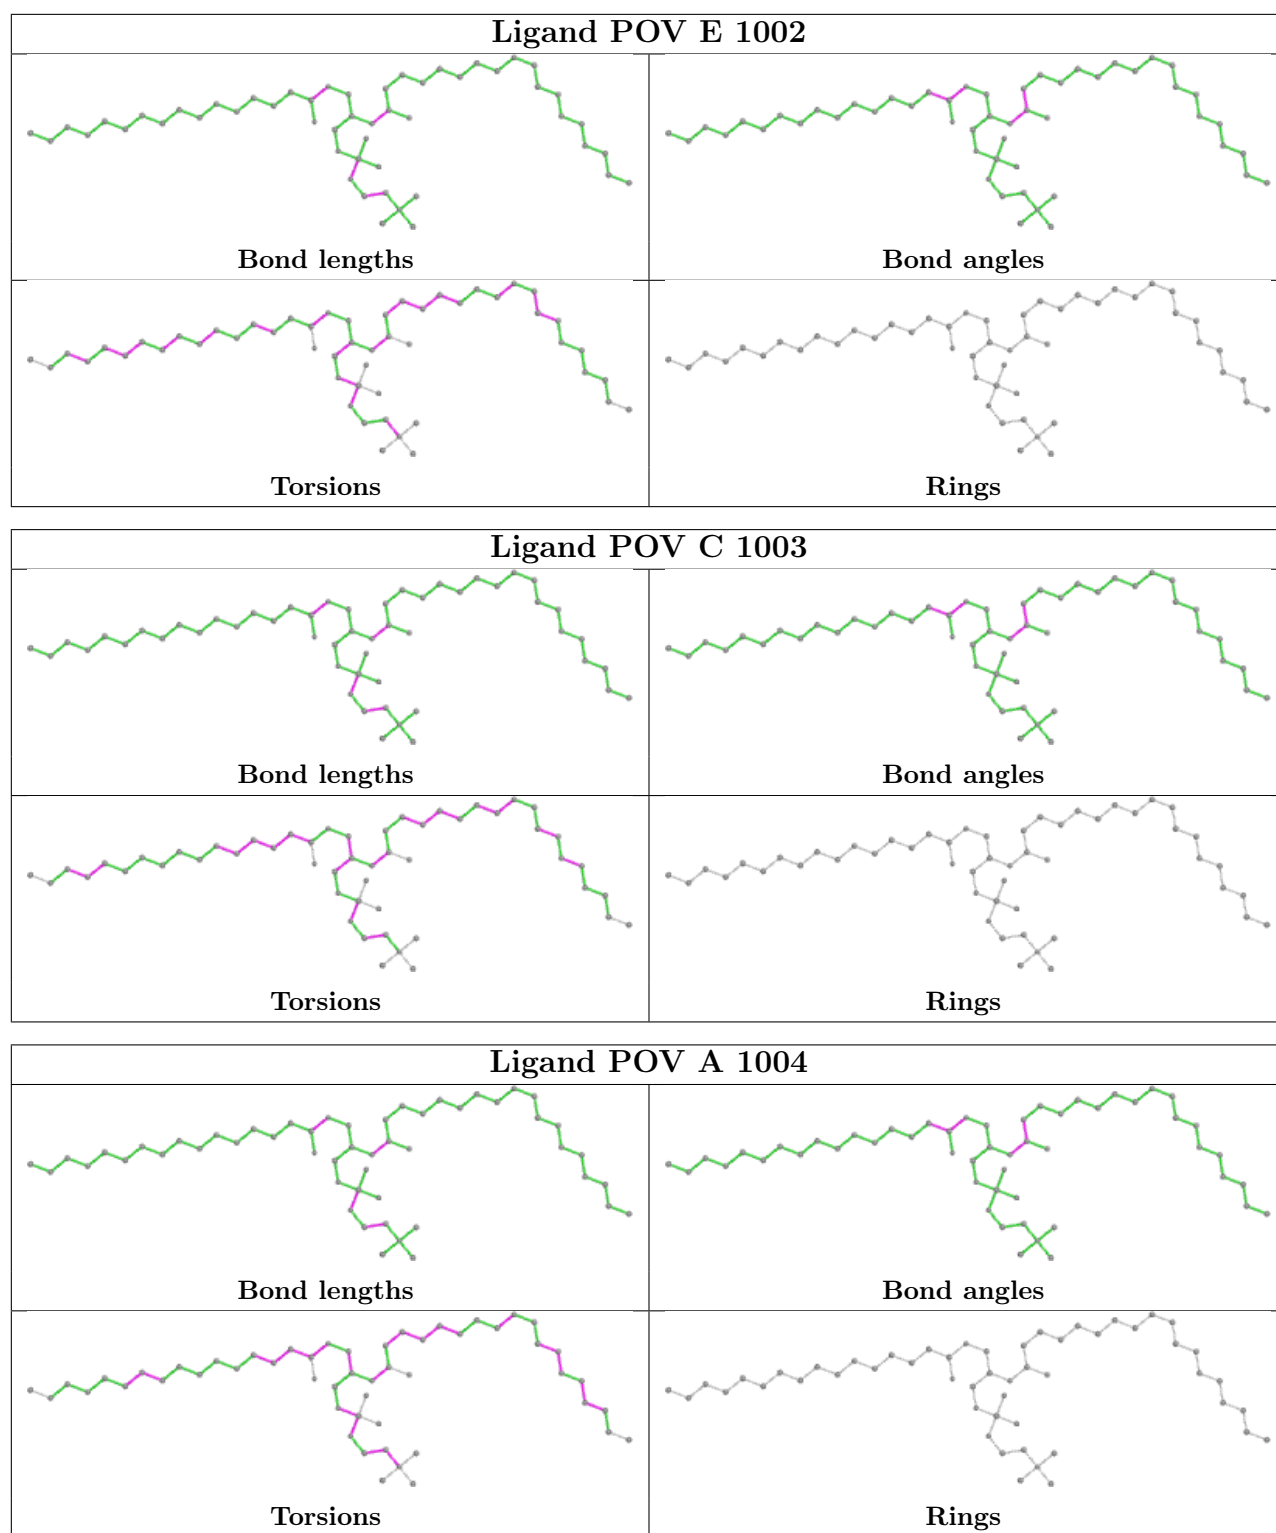 Ligand POV E 1002
Bond lengths
Bond angles
Torsions
Rings
Ligand POV C 1003
Bond lengths
Bond angles
Torsions
Rings
Ligand POV A 1004
Bond lengths
Bond angles
Torsions
Rings